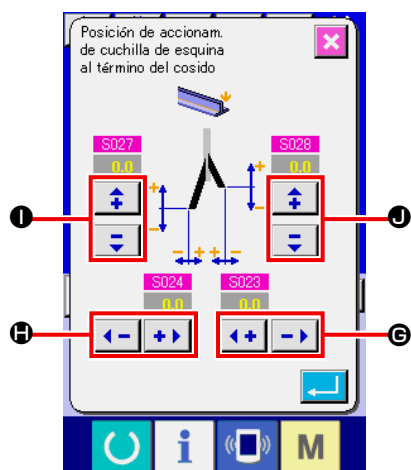 Posición de accionam.
de cuchilla de esquina
al término del cosido
S027
S028
0.0
0.0
+
+
+
+
I
J
−
−
−
−
− + + −
S024
S023
0.0
0.0
H
−
+
+
−
G
i
M